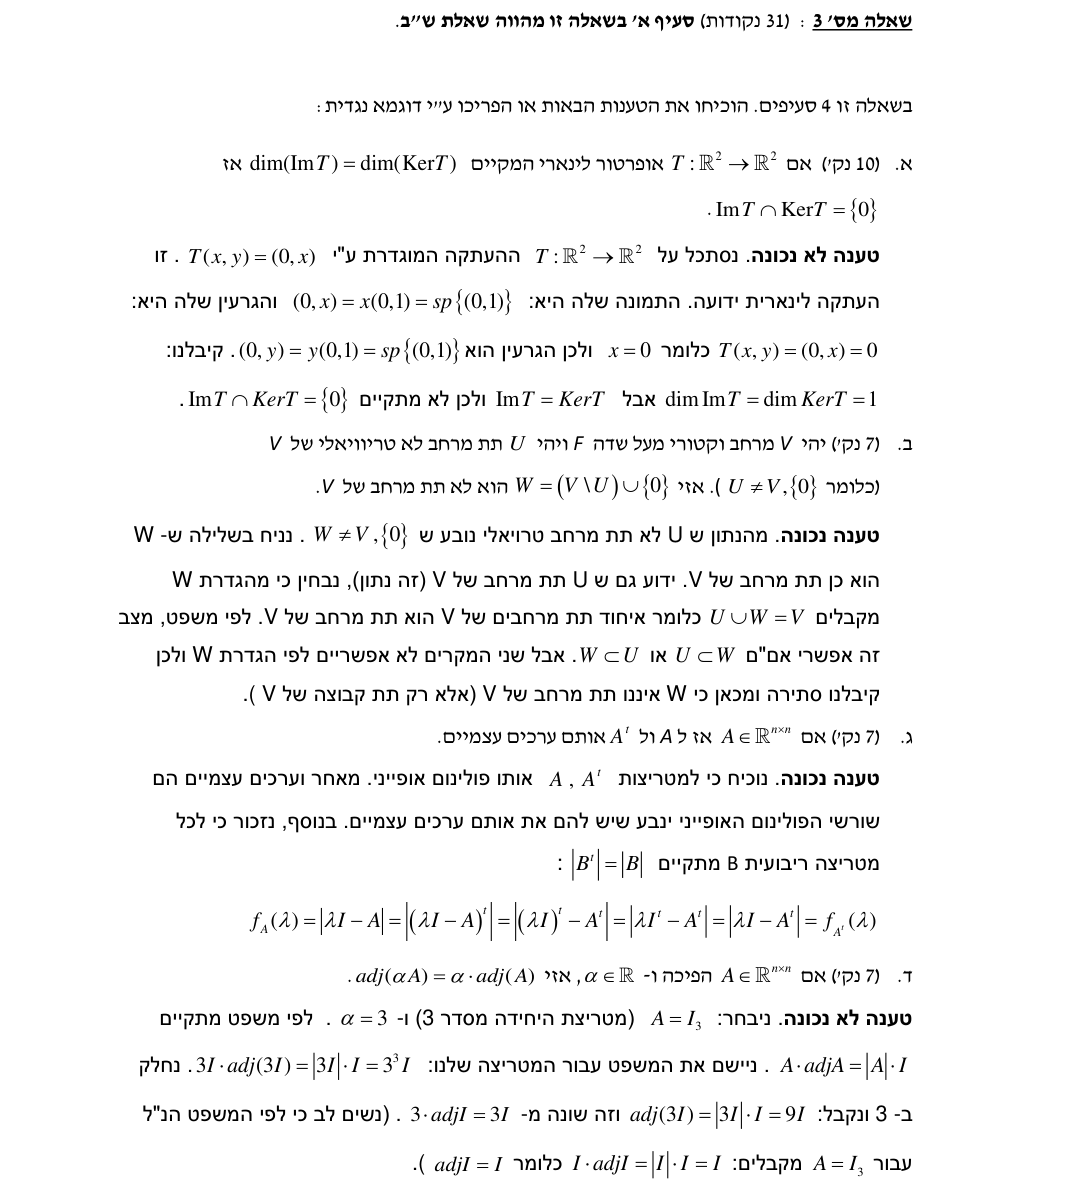 שאלה מס׳ 3 : (31 נקודות) סעיף א׳ בשאלה זו מהווה שאלת ש״ב.
בשאלה זו 4 סעיפים. הוכיחו את הטענות הבאות או הפריכו ע״י דוגמא נגדית :
א. (10 נק׳) אם T : ℝ² → ℝ² אופרטור לינארי המקיים dim(Im T) = dim(Ker T) אז
Im T ∩ Ker T = {0} .
טענה לא נכונה. נסתכל על T : ℝ² → ℝ² ההעתקה המוגדרת ע"י T(x, y) = (0, x) . זו
העתקה לינארית ידועה. התמונה שלה היא: (0, x) = x(0,1) = sp{(0,1)} והגרעין שלה היא:
T(x, y) = (0, x) = 0 כלומר x = 0 ולכן הגרעין הוא (0, y) = y(0,1) = sp{(0,1)} . קיבלנו:
dim Im T = dim KerT = 1 אבל Im T = KerT ולכן לא מתקיים Im T ∩ KerT = {0} .
ב. (7 נק׳) יהי V מרחב וקטורי מעל שדה F ויהי U תת מרחב לא טריוויאלי של V
(כלומר U ≠ V,{0} ). אזי W = (V \ U) ∪ {0} הוא לא תת מרחב של V.
טענה נכונה. מהנתון ש U לא תת מרחב טרויאלי נובע ש W ≠ V,{0} . נניח בשלילה ש- W
הוא כן תת מרחב של V. ידוע גם ש U תת מרחב של V (זה נתון), נבחין כי מהגדרת W
מקבלים U ∪ W = V כלומר איחוד תת מרחבים של V הוא תת מרחב של V. לפי משפט, מצב
זה אפשרי אם"ם U ⊂ W או W ⊂ U . אבל שני המקרים לא אפשריים לפי הגדרת W ולכן
קיבלנו סתירה ומכאן כי W איננו תת מרחב של V (אלא רק תת קבוצה של V ).
ג. (7 נק׳) אם A ∈ ℝⁿˣⁿ אז ל A ול Aᵗ אותם ערכים עצמיים.
טענה נכונה. נוכיח כי למטריצות A , Aᵗ אותו פולינום אופייני. מאחר וערכים עצמיים הם
שורשי הפולינום האופייני ינבע שיש להם את אותם ערכים עצמיים. בנוסף, נזכור כי לכל
מטריצה ריבועית B מתקיים |Bᵗ| = |B| :
f_A(λ) = |λI − A| = |(λI − A)ᵗ| = |(λI)ᵗ − Aᵗ| = |λIᵗ − Aᵗ| = |λI − Aᵗ| = f_{Aᵗ}(λ)
ד. (7 נק׳) אם A ∈ ℝⁿˣⁿ הפיכה ו- α ∈ ℝ , אזי adj(αA) = α · adj(A) .
טענה לא נכונה. ניבחר: A = I₃ (מטריצת היחידה מסדר 3) ו- α = 3 . לפי משפט מתקיים
A · adjA = |A| · I . ניישם את המשפט עבור המטריצה שלנו: 3I · adj(3I) = |3I| · I = 3³I . נחלק
ב- 3 ונקבל: adj(3I) = |3I| · I = 9I וזה שונה מ- 3 · adjI = 3I . (נשים לב כי לפי המשפט הנ"ל
עבור A = I₃ מקבלים: I · adjI = |I| · I = I כלומר adjI = I ).